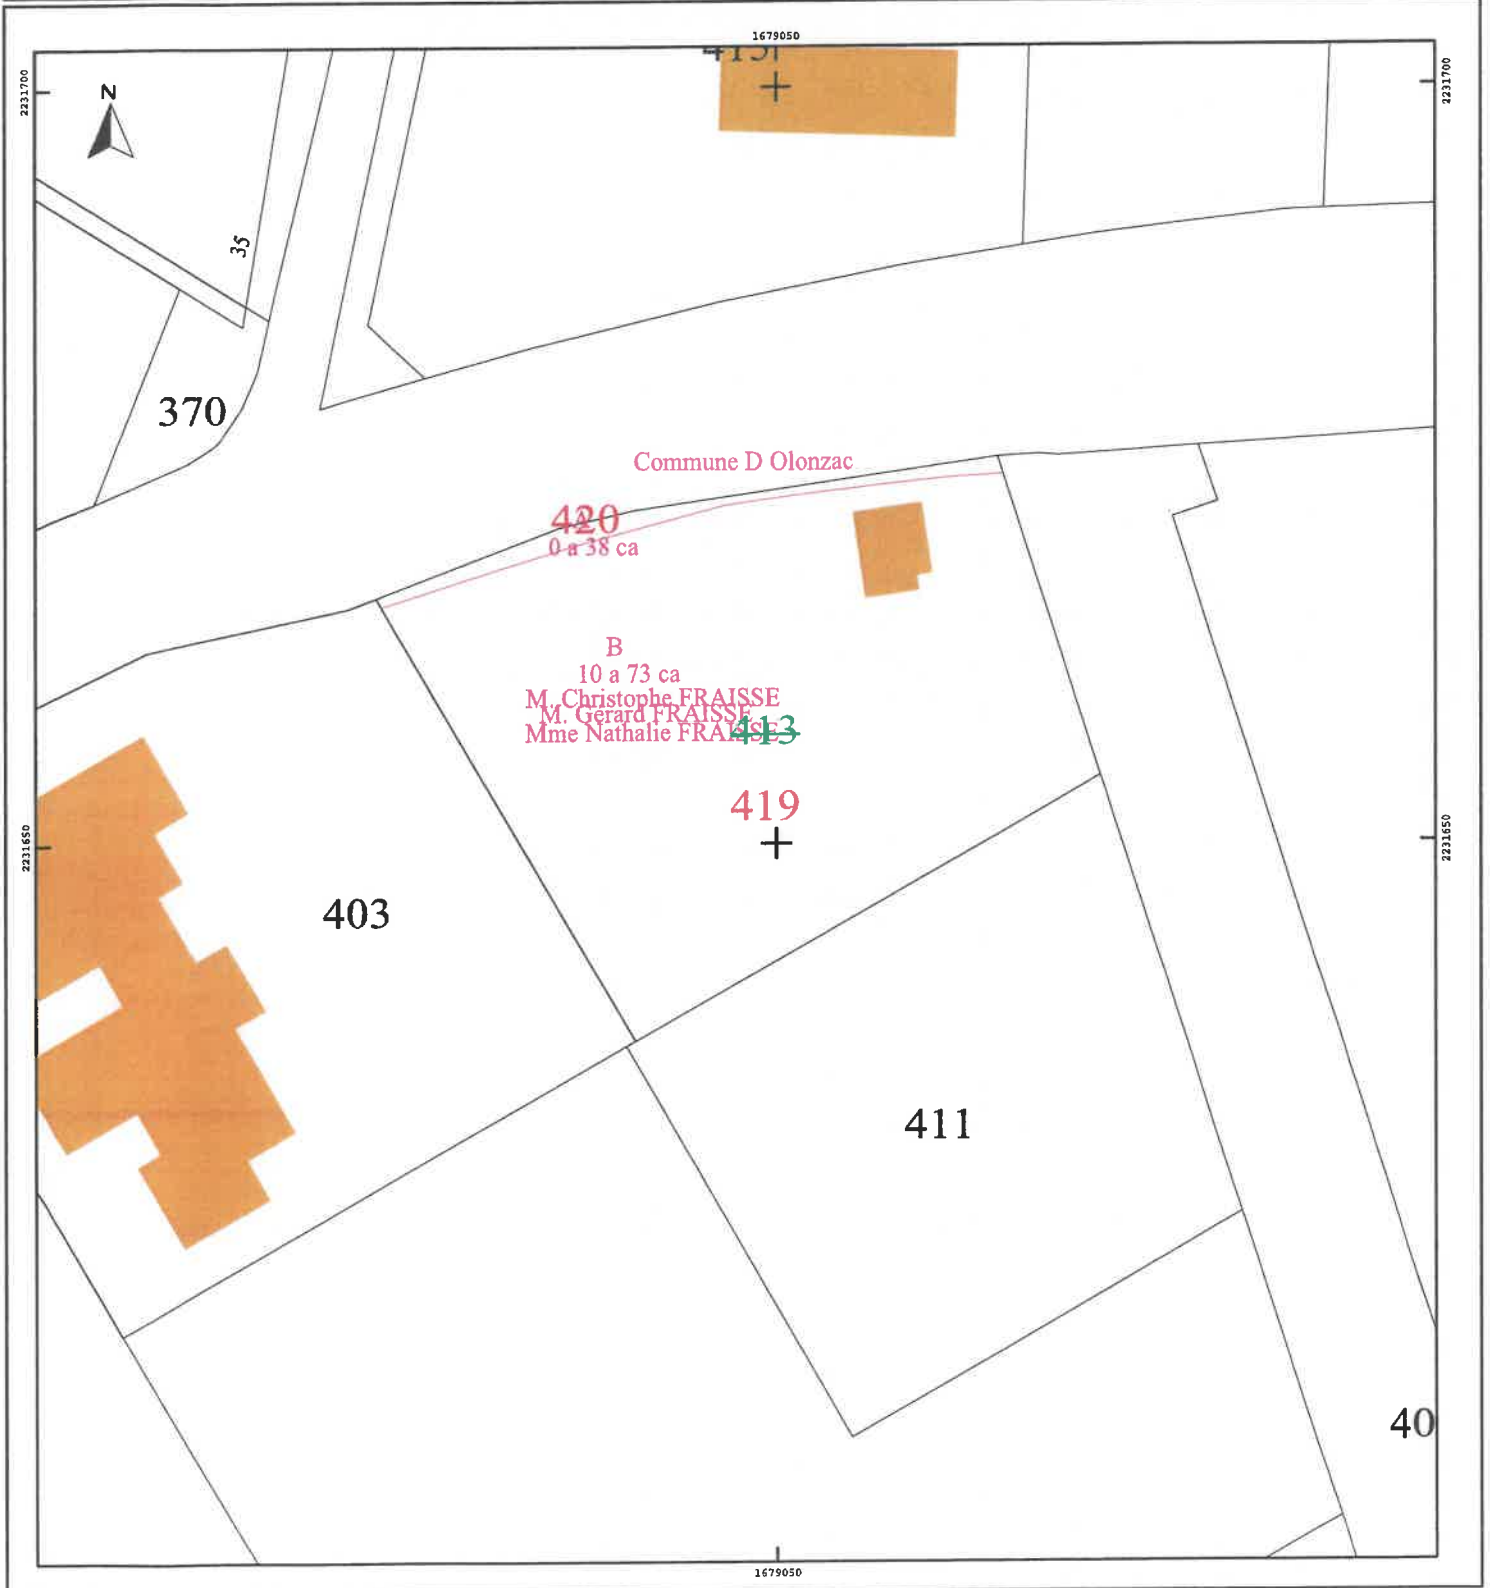 1679050
2231700
2231700
N
35
370
Commune D Olonzac
420
A
0 a 38 ca
B
10 a 73 ca
M. Christophe FRAISSE
M. Gérard FRAISSE
Mme Nathalie FRAISSE
413
419
2231650
2231650
403
411
40
1679050